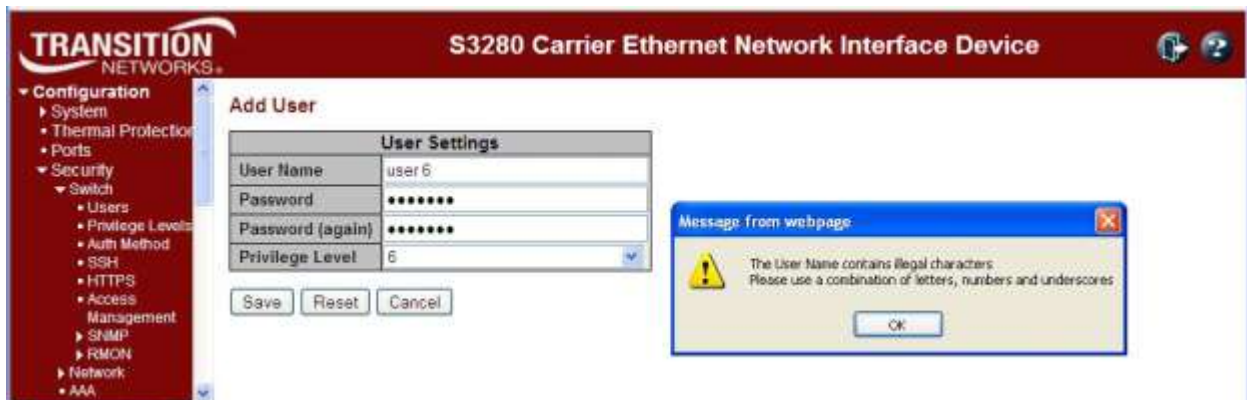 TRANSITION
NETWORKS®
S3280 Carrier Ethernet Network Interface Device
Configuration
System
Thermal Protection
Ports
Security
Switch
Users
Privilege Levels
Auth Method
SSH
HTTPS
Access
Management
SNMP
RMON
Network
AAA
Add User
User Settings
User Name user 6
Password •••••••
Password (again) •••••••
Privilege Level 6
Save Reset Cancel
Message from webpage
The User Name contains illegal characters
Please use a combination of letters, numbers and underscores
OK